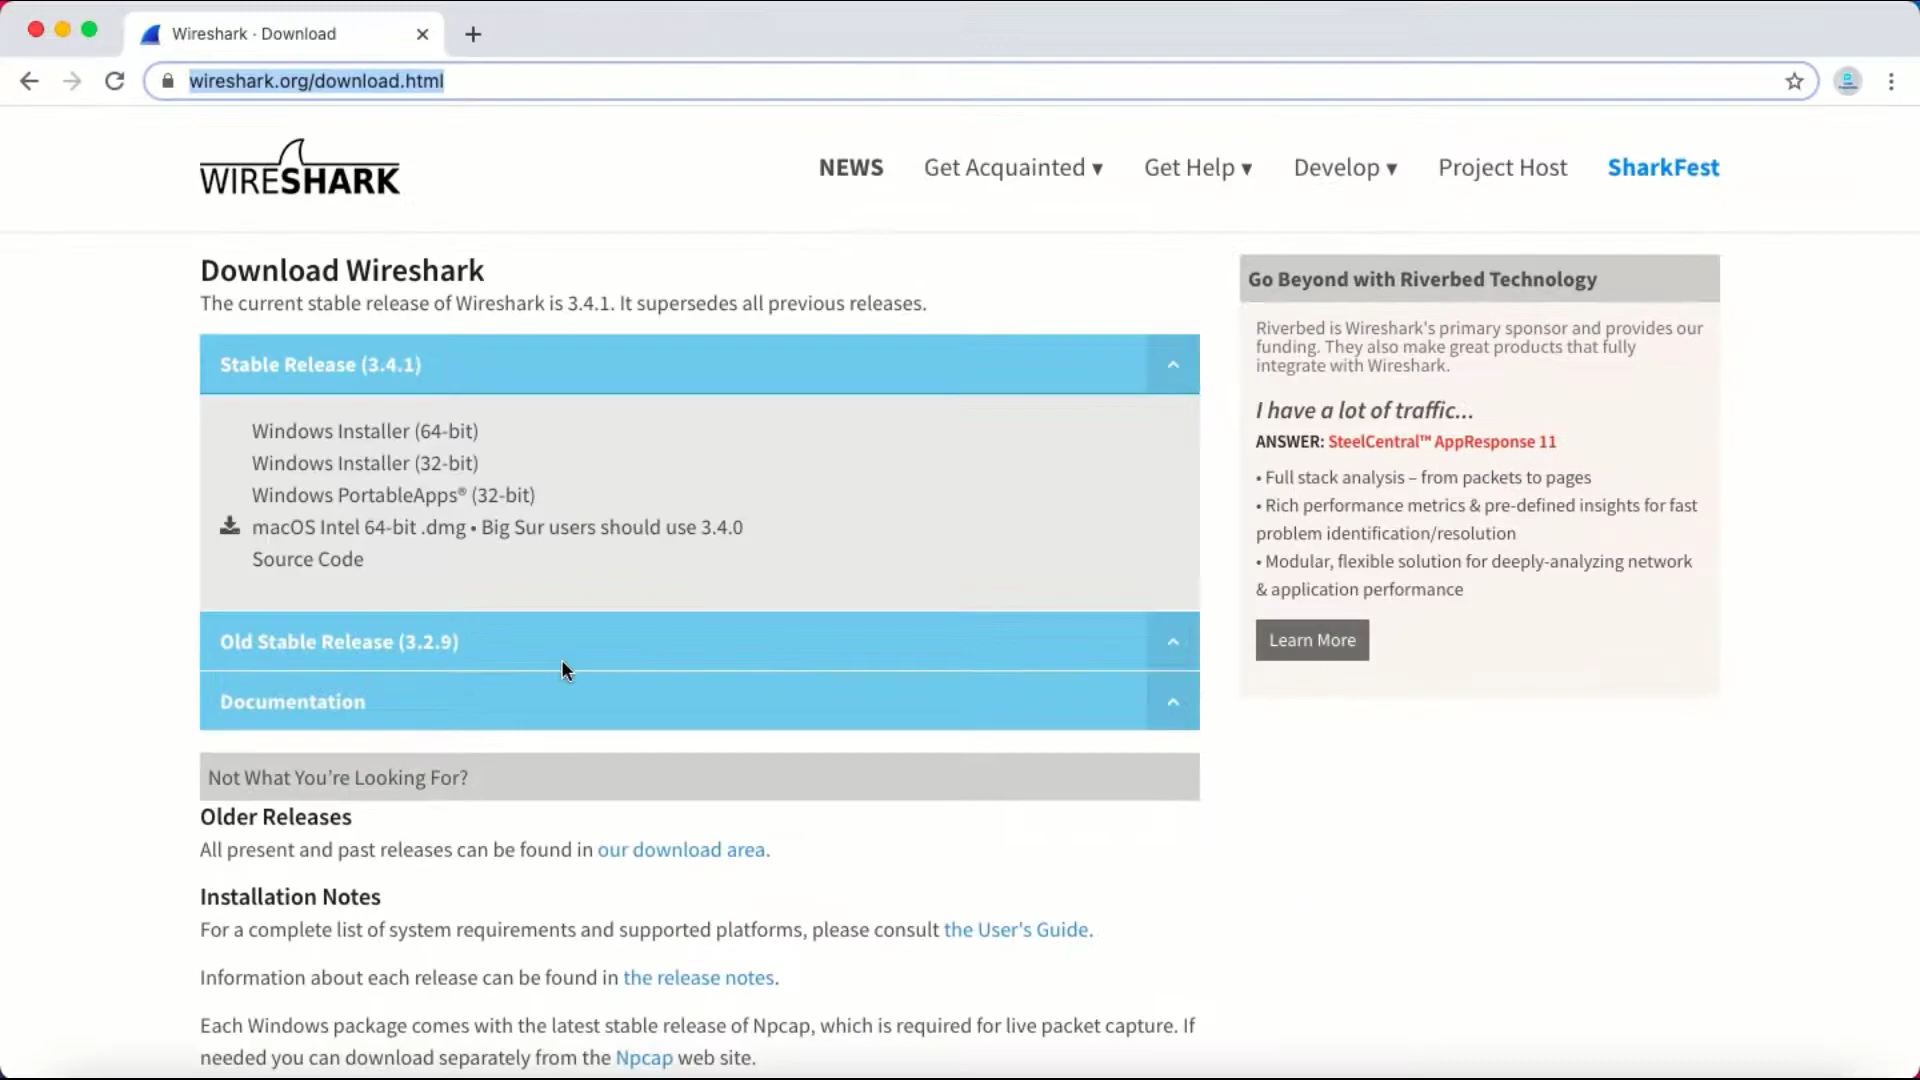 Wireshark · Download
wireshark.org/download.html
WIRESHARK
NEWS
Get Acquainted ▾
Get Help ▾
Develop ▾
Project Host
SharkFest
Download Wireshark
The current stable release of Wireshark is 3.4.1. It supersedes all previous releases.
Stable Release (3.4.1)
Windows Installer (64-bit)
Windows Installer (32-bit)
Windows PortableApps® (32-bit)
macOS Intel 64-bit .dmg • Big Sur users should use 3.4.0
Source Code
Old Stable Release (3.2.9)
Documentation
Not What You're Looking For?
Older Releases
All present and past releases can be found in our download area.
Installation Notes
For a complete list of system requirements and supported platforms, please consult the User's Guide.
Information about each release can be found in the release notes.
Each Windows package comes with the latest stable release of Npcap, which is required for live packet capture. If
needed you can download separately from the Npcap web site.
Go Beyond with Riverbed Technology
Riverbed is Wireshark's primary sponsor and provides our
funding. They also make great products that fully
integrate with Wireshark.
I have a lot of traffic...
ANSWER: SteelCentral™ AppResponse 11
• Full stack analysis – from packets to pages
• Rich performance metrics & pre-defined insights for fast
problem identification/resolution
• Modular, flexible solution for deeply-analyzing network
& application performance
Learn More